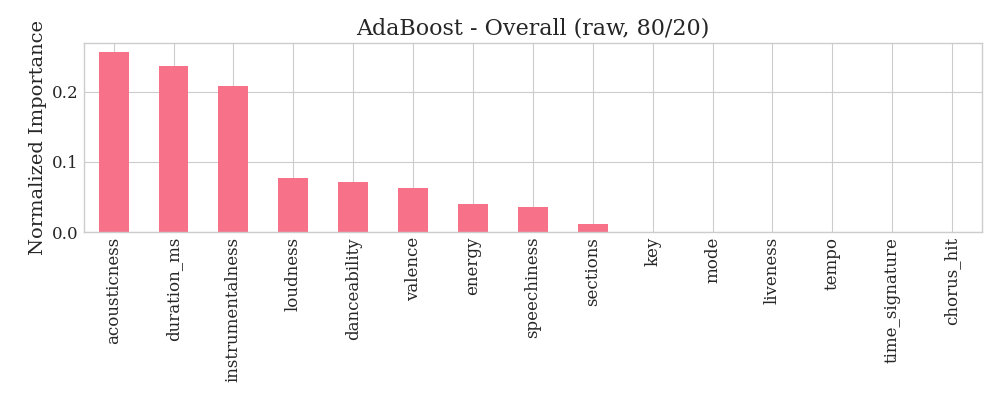 AdaBoost - Overall (raw, 80/20)
Normalized Importance
0.2
0.1
0.0
acousticness
duration_ms
instrumentalness
loudness
danceability
valence
energy
speechiness
sections
key
mode
liveness
tempo
time_signature
chorus_hit